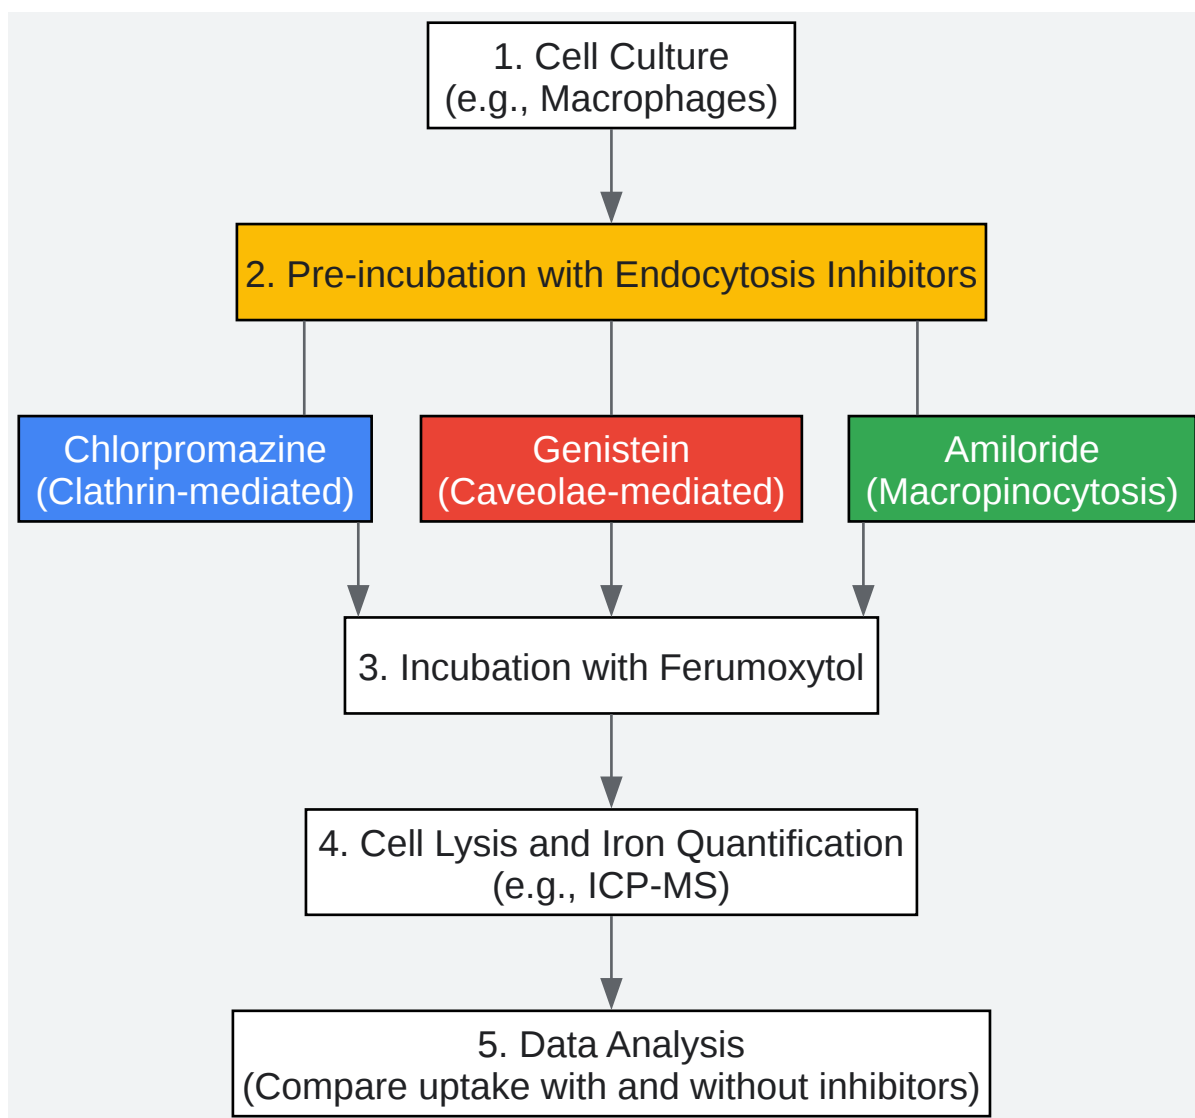 1. Cell Culture
(e.g., Macrophages)
2. Pre-incubation with Endocytosis Inhibitors
Chlorpromazine
(Clathrin-mediated)
Genistein
(Caveolae-mediated)
Amiloride
(Macropinocytosis)
3. Incubation with Ferumoxytol
4. Cell Lysis and Iron Quantification
(e.g., ICP-MS)
5. Data Analysis
(Compare uptake with and without inhibitors)